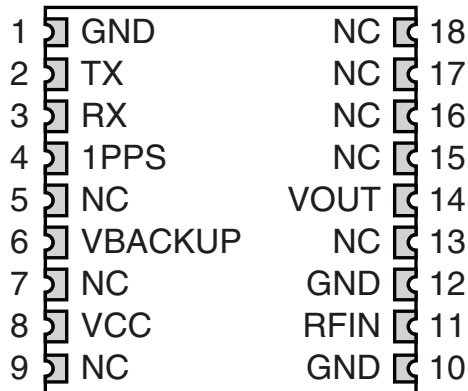 1 GND NC 18
2 TX NC 17
3 RX NC 16
4 1PPS NC 15
5 NC VOUT 14
6 VBACKUP NC 13
7 NC GND 12
8 VCC RFIN 11
9 NC GND 10